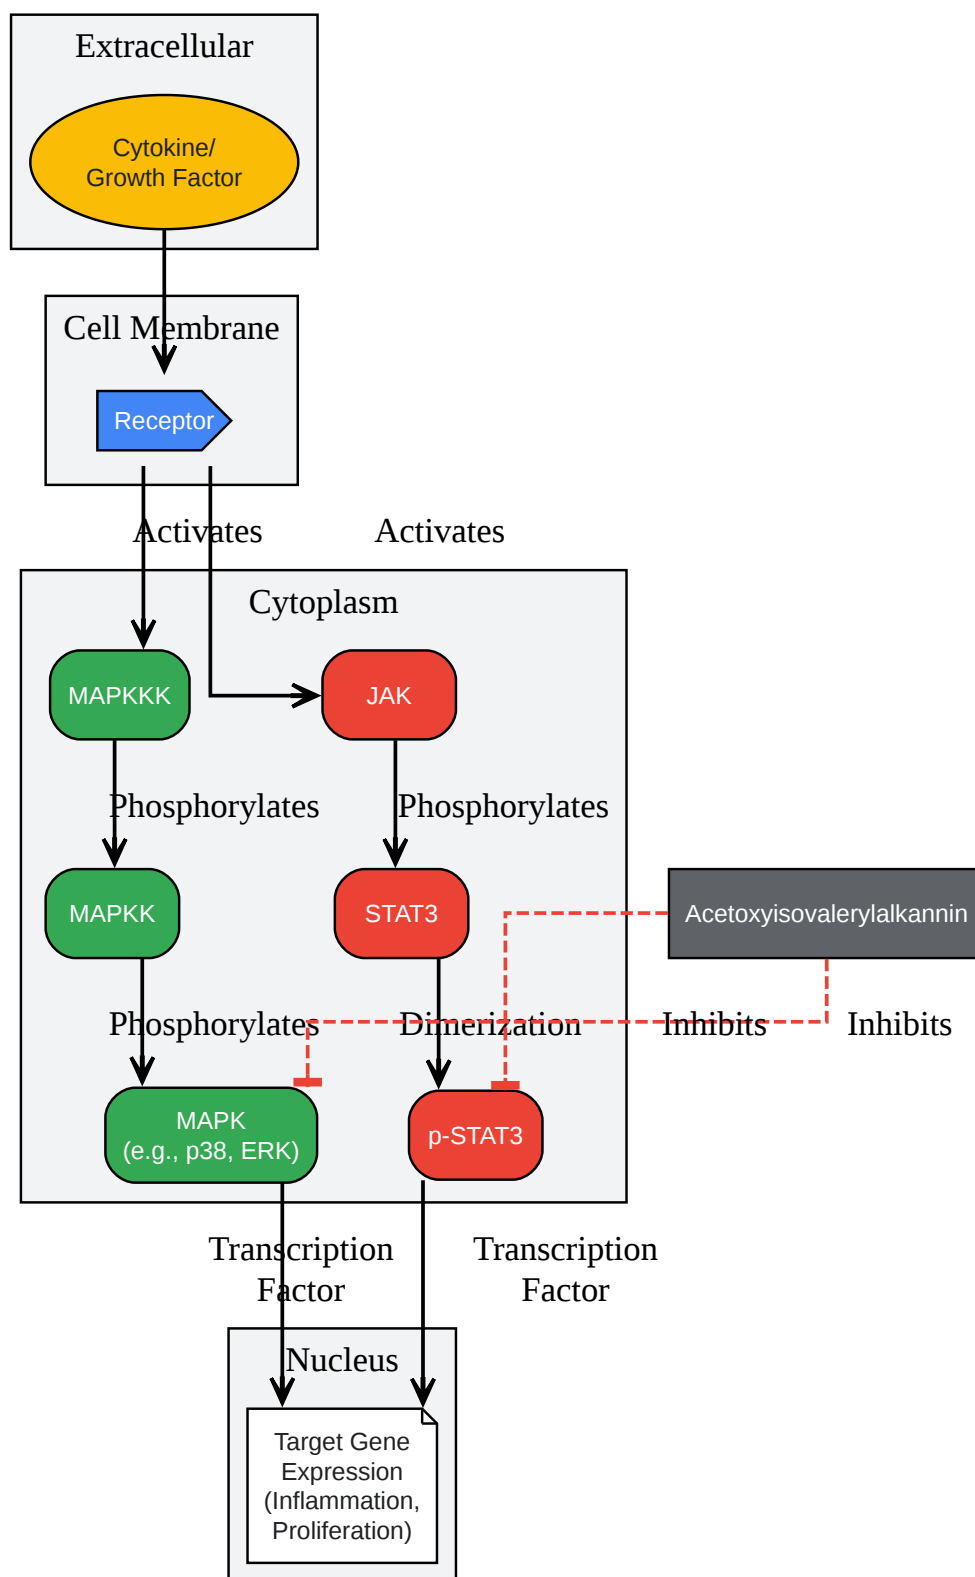 Extracellular
Cytokine/
Growth Factor
Cell Membrane
Receptor
Activates
Activates
Cytoplasm
MAPKKK
JAK
Phosphorylates
Phosphorylates
MAPKK
STAT3
Acetoxyisovalerylalkannin
Phosphorylates
Dimerization
Inhibits
Inhibits
MAPK
(e.g., p38, ERK)
p-STAT3
Transcription
Factor
Transcription
Factor
Nucleus
Target Gene
Expression
(Inflammation,
Proliferation)